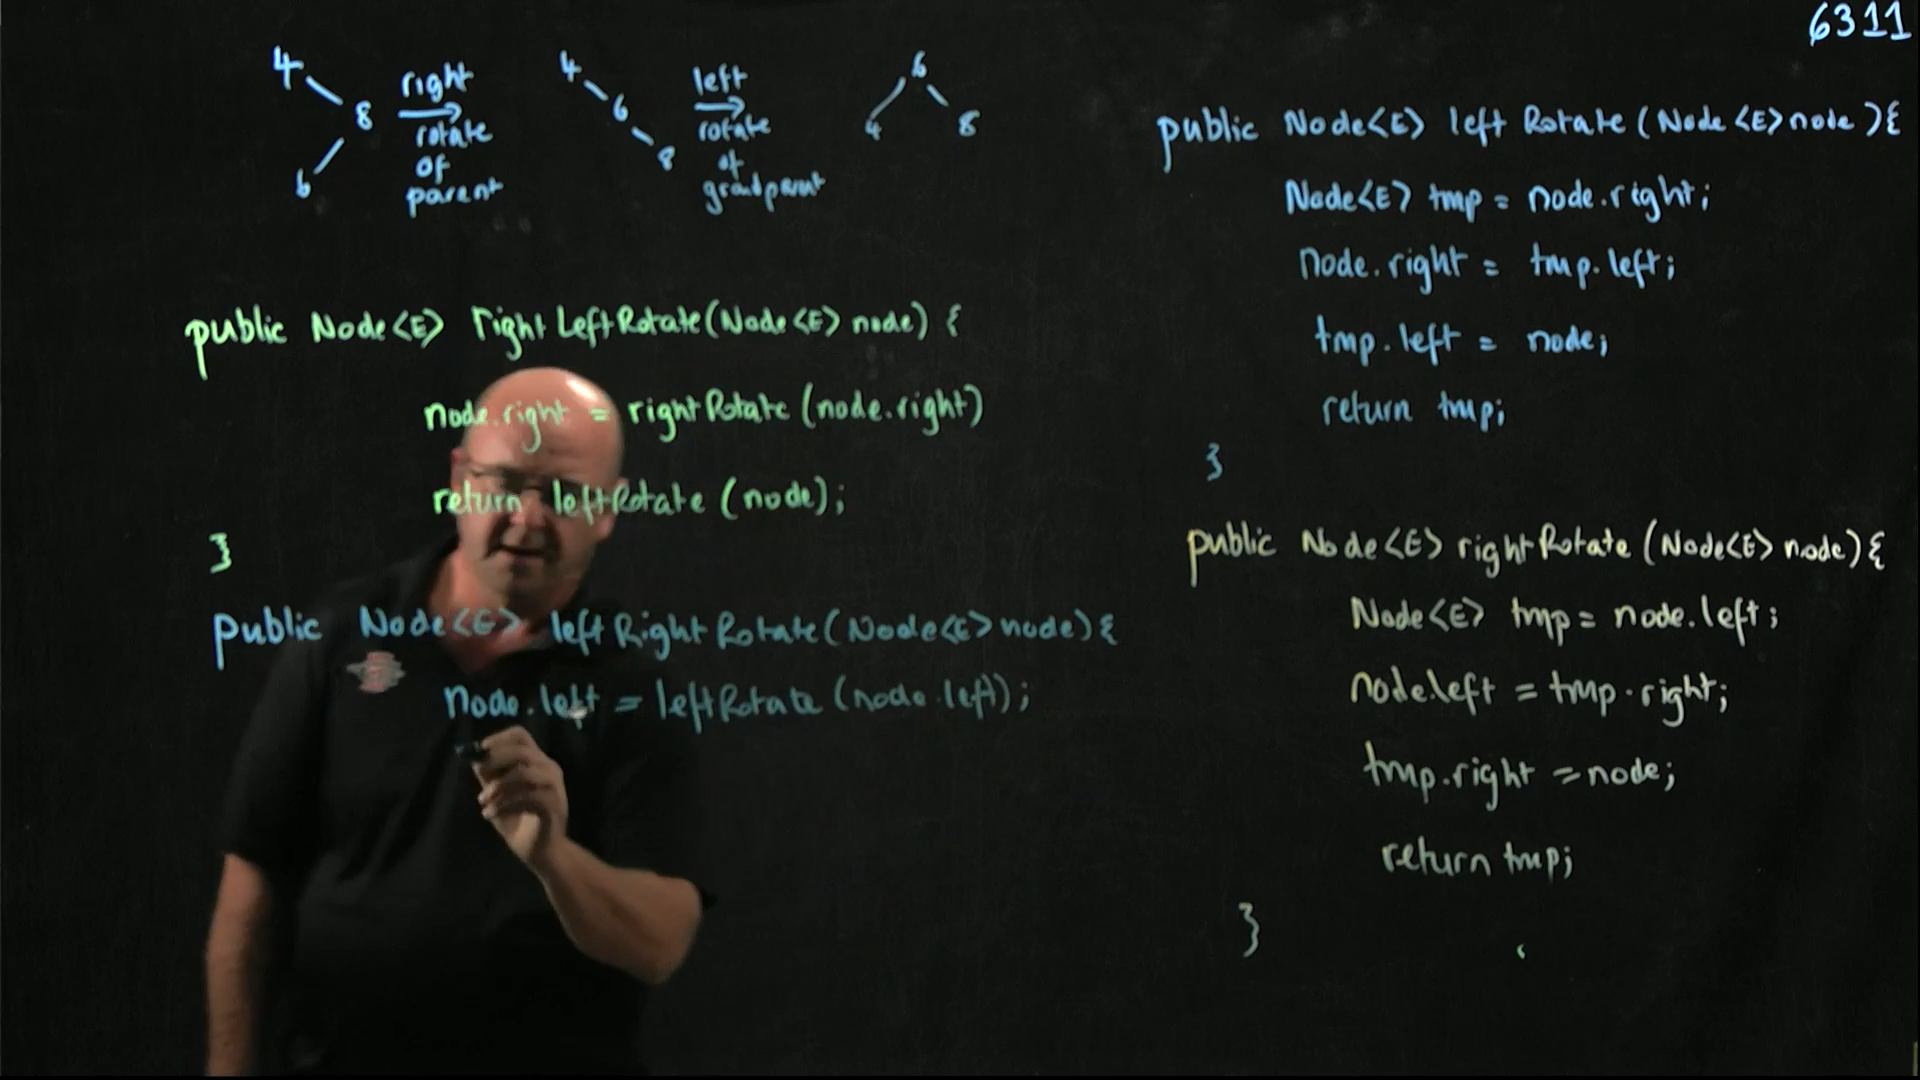 6311
4
8
6
right
rotate
of
parent
4
6
8
left
rotate
of
grandparent
6
4
8
public Node<E> rightLeftRotate(Node<E> node) {
node.right = rightRotate(node.right)
return leftRotate (node);
}
public Node<E> leftRightRotate(Node<E> node){
node.left = leftRotate (node.left);
public Node<E> leftRotate (Node<E> node ){
Node<E> tmp = node.right;
node.right = tmp.left;
tmp.left = node;
return tmp;
}
public Node<E> rightRotate (Node<E> node){
Node<E> tmp = node.left;
node.left = tmp.right;
tmp.right = node;
return tmp;
}